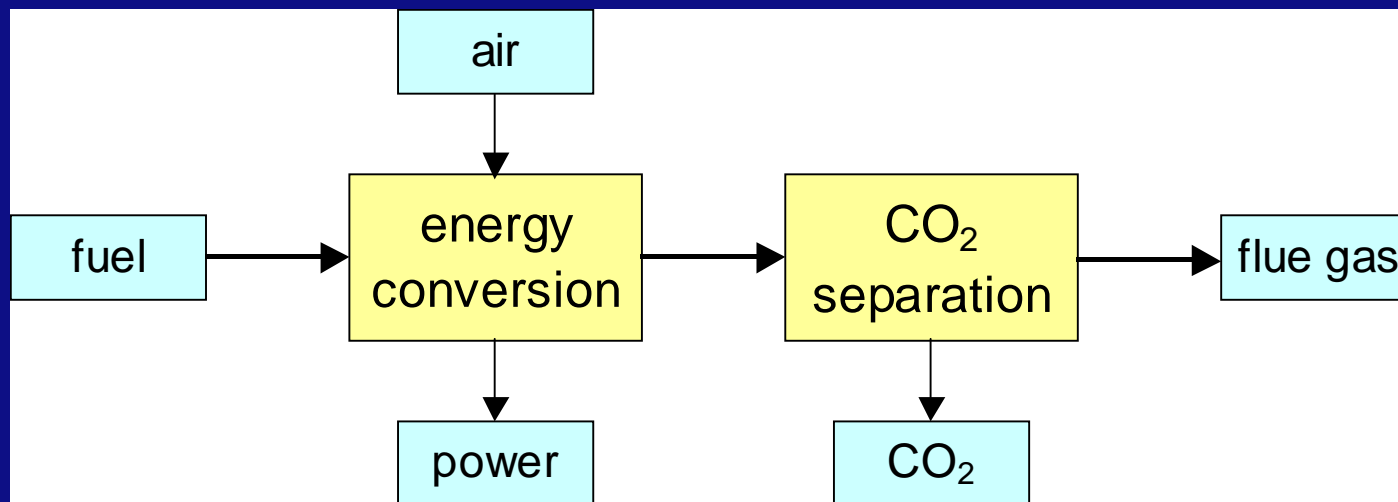 air
fuel
energy
conversion
CO₂
separation
flue gas
power
CO₂